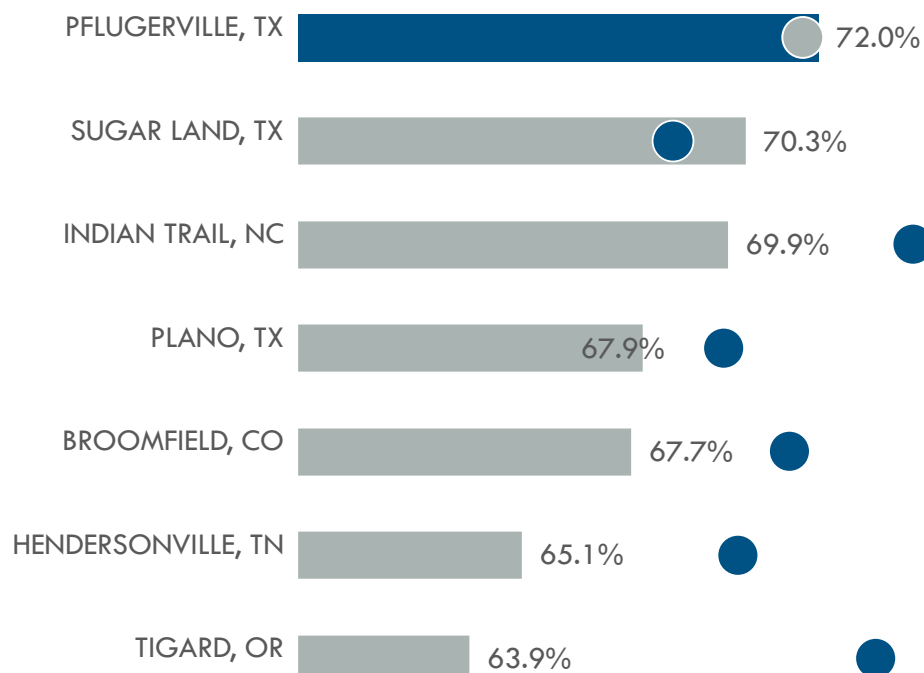 PFLUGERVILLE, TX 72.0%
SUGAR LAND, TX 70.3%
INDIAN TRAIL, NC 69.9%
PLANO, TX 67.9%
BROOMFIELD, CO 67.7%
HENDERSONVILLE, TN 65.1%
TIGARD, OR 63.9%